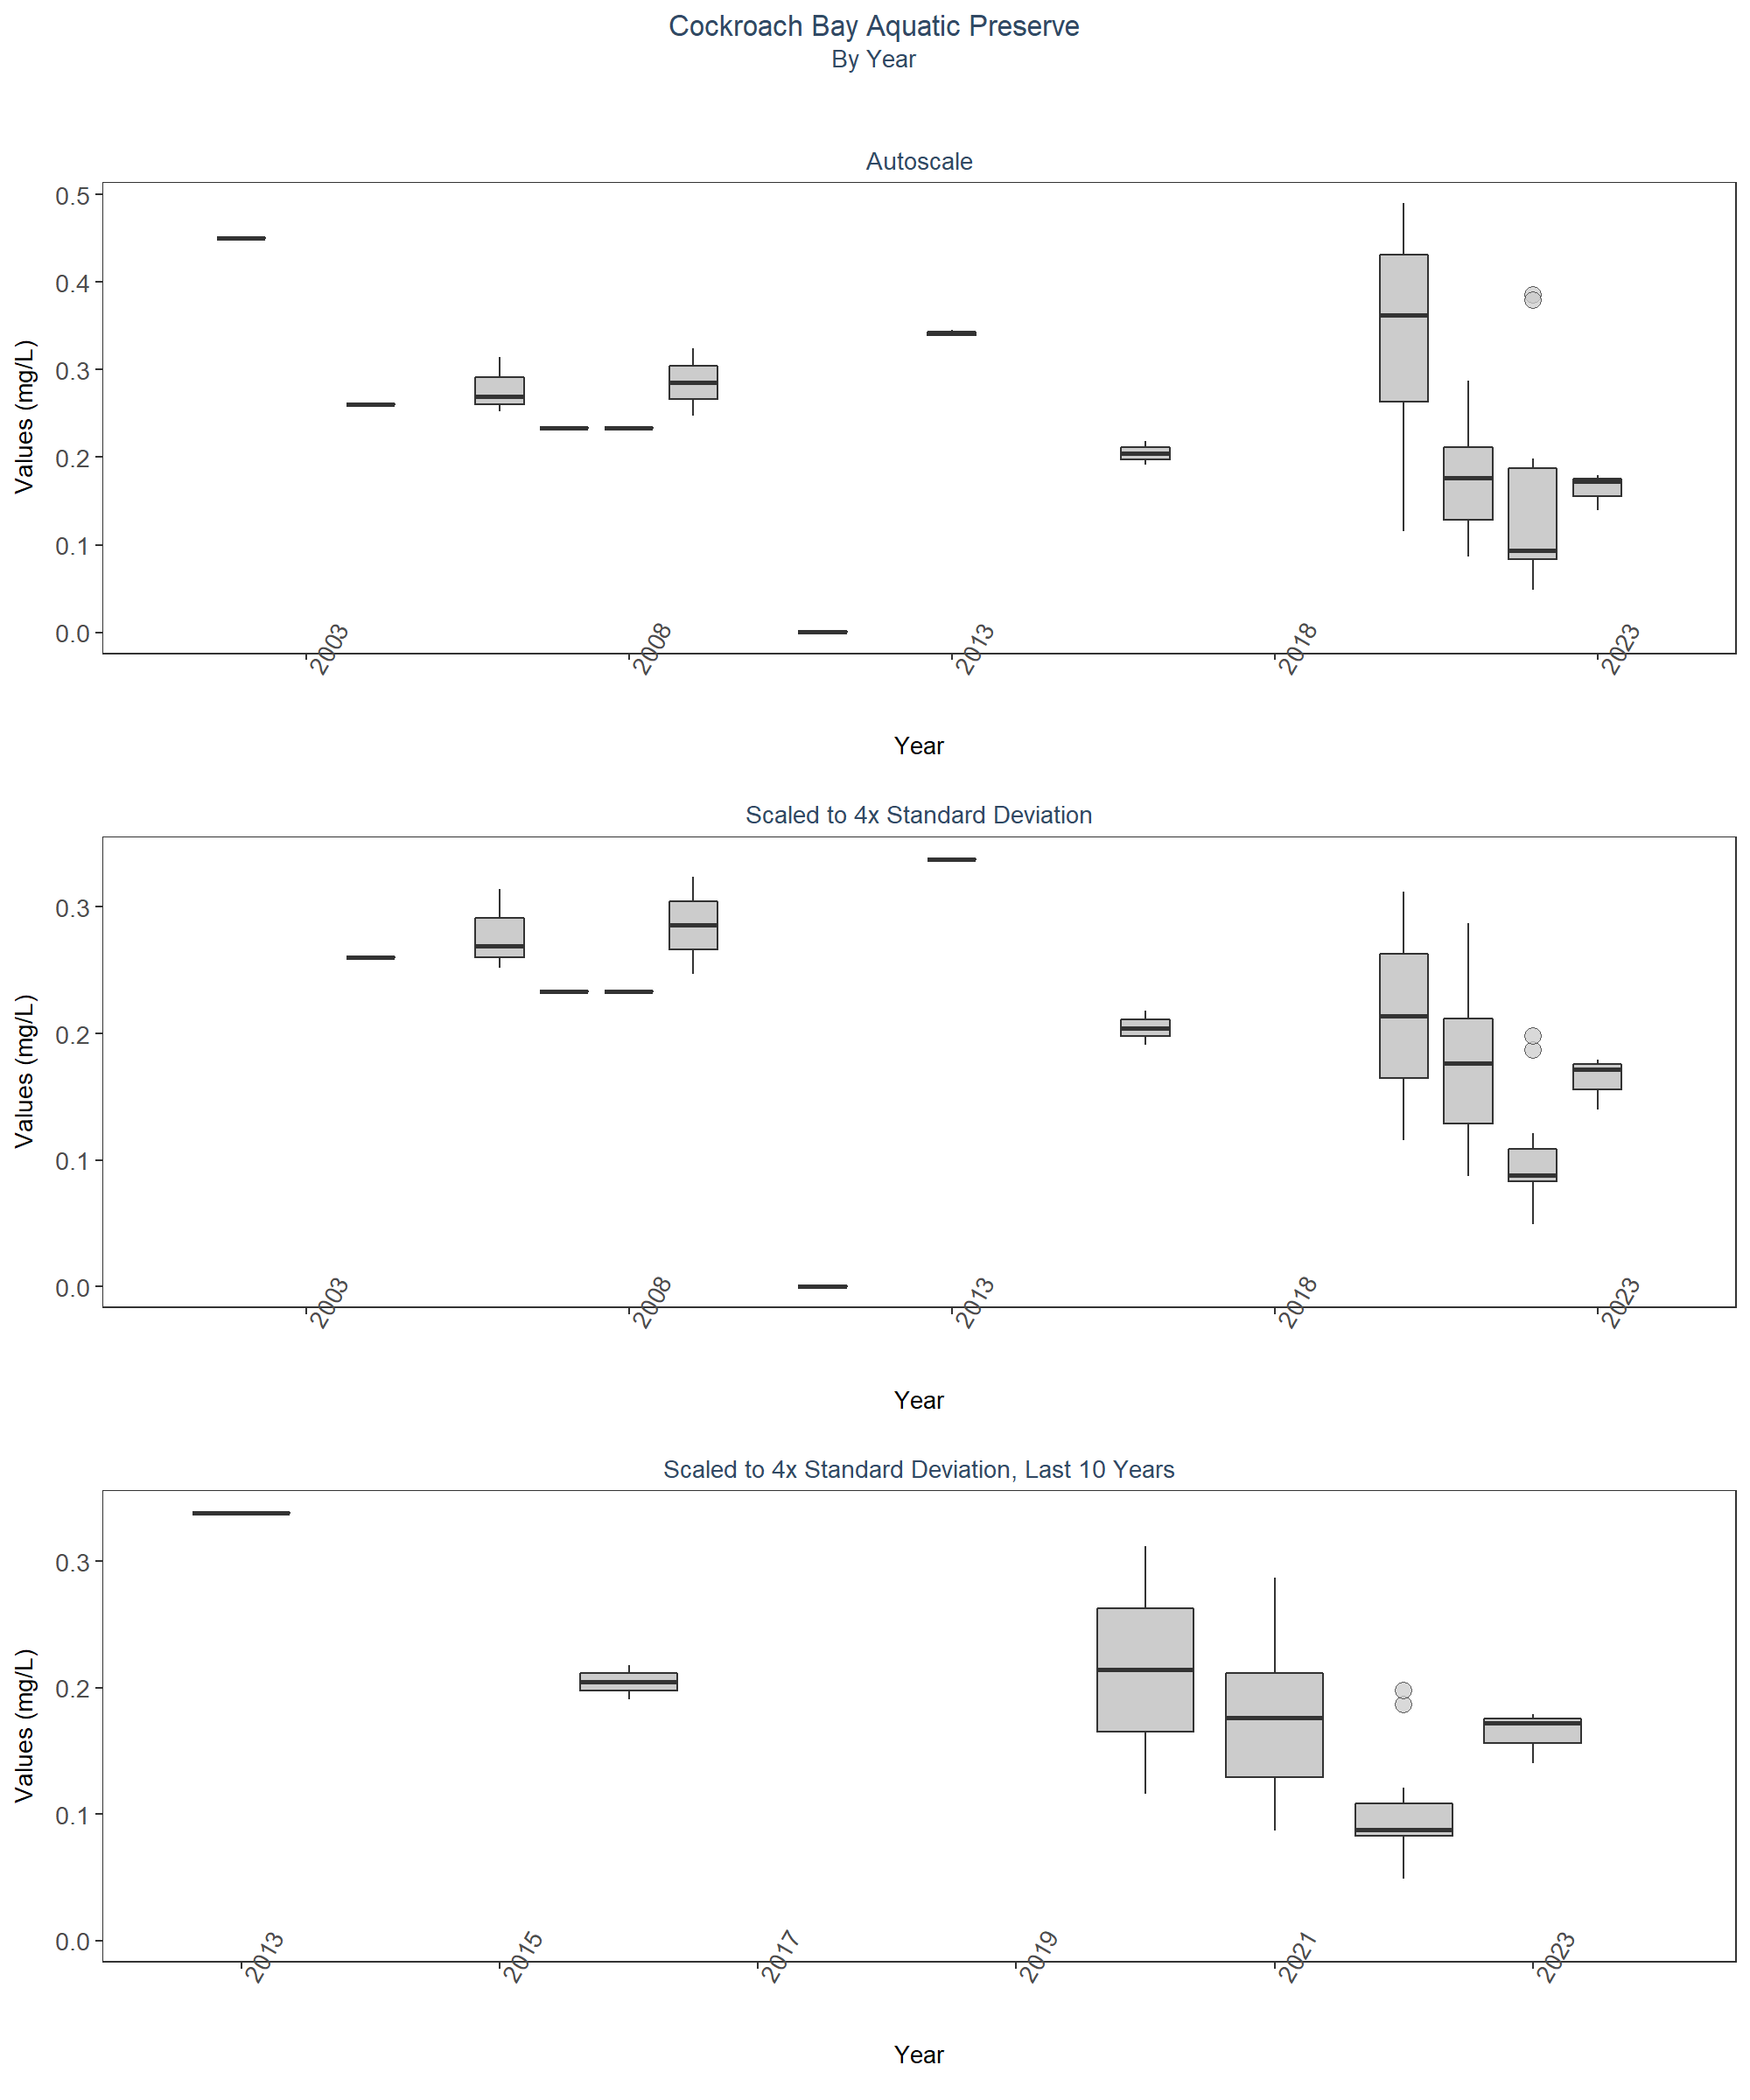 Cockroach Bay Aquatic Preserve
By Year
Autoscale
Values (mg/L)
0.5
0.4
0.3
0.2
0.1
0.0
2003 2008 2013 2018 2023
Year
Scaled to 4x Standard Deviation
Values (mg/L)
0.3
0.2
0.1
0.0
2003 2008 2013 2018 2023
Year
Scaled to 4x Standard Deviation, Last 10 Years
Values (mg/L)
0.3
0.2
0.1
0.0
2013 2015 2017 2019 2021 2023
Year